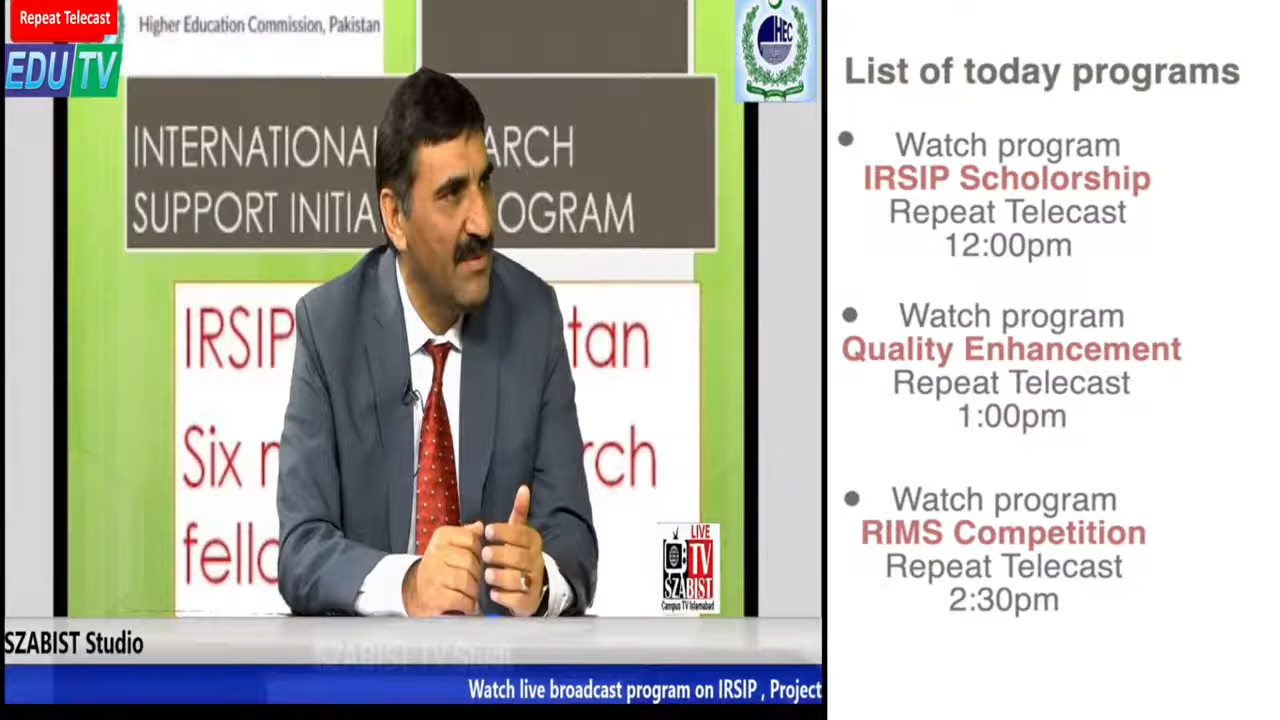 Repeat Telecast
EDU TV
Higher Education Commission, Pakistan
HEC
INTERNATIONA ARCH
SUPPORT INITIA OGRAM
IRSIP tan
Six rch
fell
LIVE
TV
SZABIST
Campus TV Islamabad
SZABIST Studio
Watch live broadcast program on IRSIP , Project
List of today programs
Watch program
IRSIP Scholorship
Repeat Telecast
12:00pm
Watch program
Quality Enhancement
Repeat Telecast
1:00pm
Watch program
RIMS Competition
Repeat Telecast
2:30pm